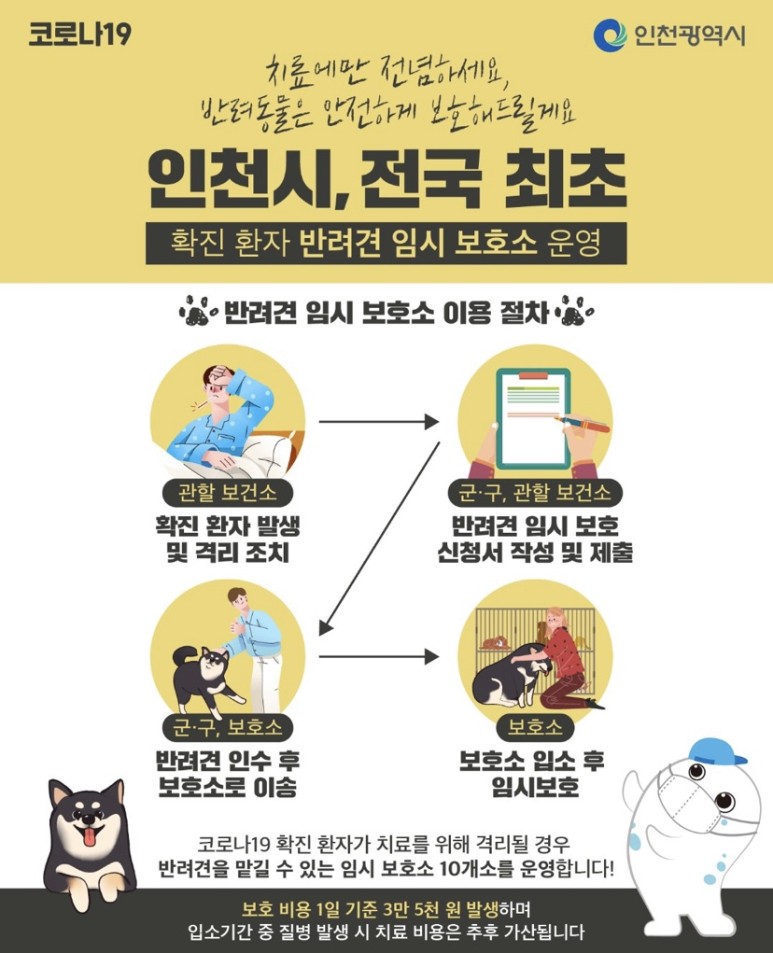 코로나19
인천광역시
치료에만 전념하세요,
반려동물은 안전하게 보호해드릴게요
인천시, 전국 최초
확진 환자 반려견 임시 보호소 운영
반려견 임시 보호소 이용 절차
관할 보건소
확진 환자 발생
및 격리 조치
군·구, 관할 보건소
반려견 임시 보호
신청서 작성 및 제출
군·구, 보호소
반려견 인수 후
보호소로 이송
보호소
보호소 입소 후
임시보호
코로나19 확진 환자가 치료를 위해 격리될 경우
반려견을 맡길 수 있는 임시 보호소 10개소를 운영합니다!
보호 비용 1일 기준 3만 5천 원 발생하며
입소기간 중 질병 발생 시 치료 비용은 추후 가산됩니다